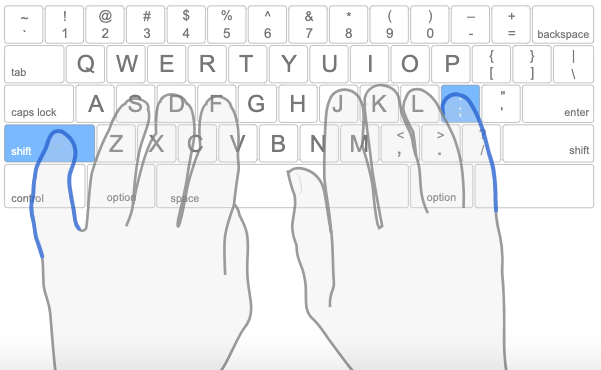 ~ ! @ # $ % ^ & * ( ) – +
` 1 2 3 4 5 6 7 8 9 0 - = backspace
tab Q W E R T Y U I O P { } |
[ ] \
caps lock A S D F G H J K L : " enter
; '
shift Z X C V B N M < > ? shift
, . /
control option space option